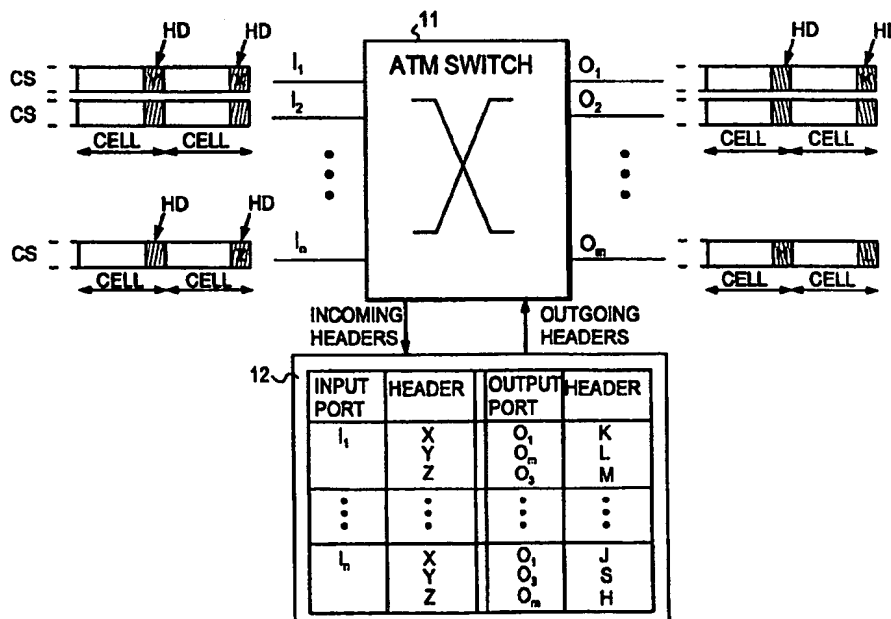 11
HD HD
HD HD
CS I₁ ATM SWITCH O₁
CS I₂ O₂
CELL CELL
CELL CELL
HD HD
CS Iₙ Oₘ
CELL CELL
CELL CELL
INCOMING HEADERS
OUTGOING HEADERS
12
INPUT PORT HEADER OUTPUT PORT HEADER
I₁ X O₁ K
Y Oₘ L
Z O₃ M
Iₙ X O₁ J
Y O₃ S
Z Oₘ H